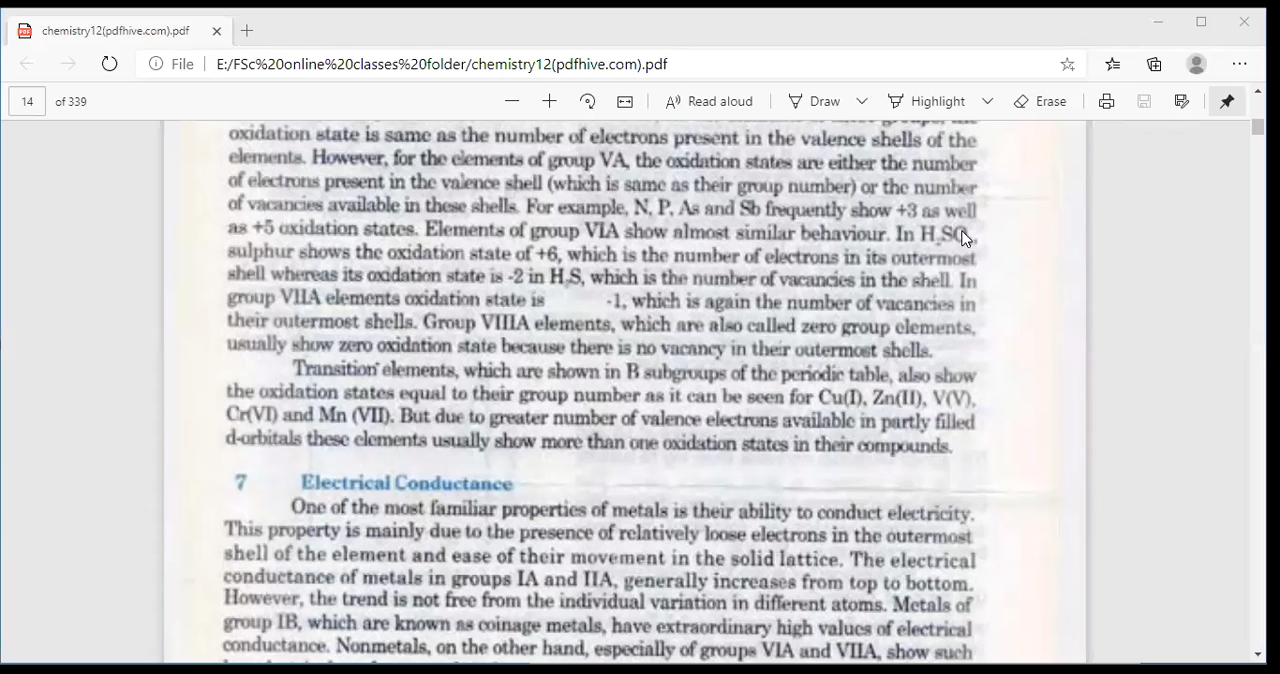 chemistry12(pdfhive.com).pdf
File E:/FSc%20online%20classes%20folder/chemistry12(pdfhive.com).pdf
14 of 339 Read aloud Draw Highlight Erase
oxidation state is same as the number of electrons present in the valence shells of the
elements. However, for the elements of group VA, the oxidation states are either the number
of electrons present in the valence shell (which is same as their group number) or the number
of vacancies available in these shells. For example, N, P, As and Sb frequently show +3 as well
as +5 oxidation states. Elements of group VIA show almost similar behaviour. In
sulphur shows the oxidation state of +6, which is the number of electrons in its outermost
shell whereas its oxidation state is -2 in H₂S, which is the number of vacancies in the shell. In
group VIIA elements oxidation state is -1, which is again the number of vacancies in
their outermost shells. Group VIIIA elements, which are also called zero group elements,
usually show zero oxidation state because there is no vacancy in their outermost shells.
Transition elements, which are shown in B subgroups of the periodic table, also show
the oxidation states equal to their group number as it can be seen for Cu(I), Zn(II), V(V),
Cr(VI) and Mn (VII). But due to greater number of valence electrons available in partly filled
d-orbitals these elements usually show more than one oxidation states in their compounds.
7 Electrical Conductance
One of the most familiar properties of metals is their ability to conduct electricity.
This property is mainly due to the presence of relatively loose electrons in the outermost
shell of the element and ease of their movement in the solid lattice. The electrical
conductance of metals in groups IA and IIA, generally increases from top to bottom.
However, the trend is not free from the individual variation in different atoms. Metals of
group IB, which are known as coinage metals, have extraordinary high values of electrical
conductance. Nonmetals, on the other hand, especially of groups VIA and VIIA, show such